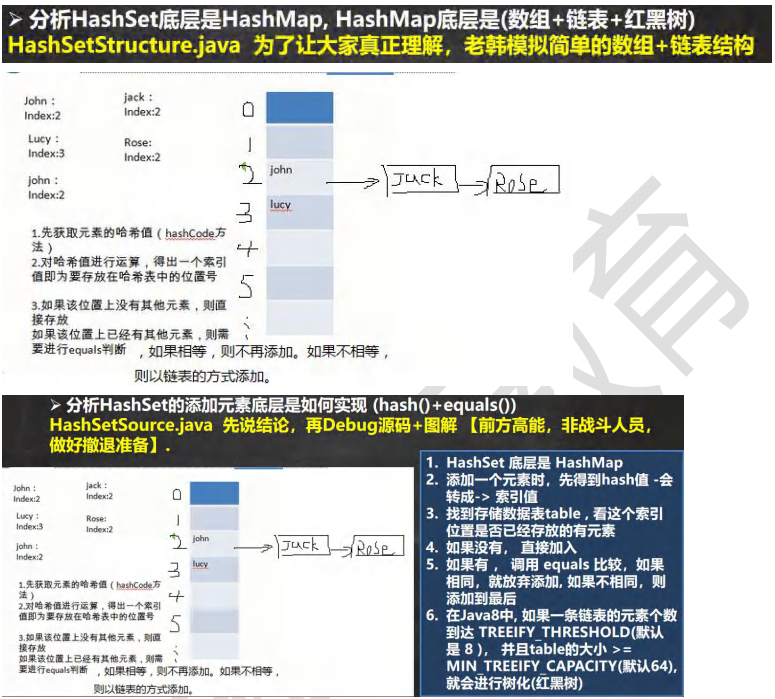 ➢ 分析HashSet底层是HashMap, HashMap底层是(数组+链表+红黑树)
HashSetStructure.java 为了让大家真正理解，老韩模拟简单的数组+链表结构
John：
Index:2
jack：
Index:2
Lucy：
Index:3
Rose:
Index:2
john：
Index:2
0
1
2
3
4
5
john
lucy
Jack
Rose
1.先获取元素的哈希值（hashCode方
法）
2.对哈希值进行运算，得出一个索引
值即为要存放在哈希表中的位置号
3.如果该位置上没有其他元素，则直
接存放
如果该位置上已经有其他元素，则需
要进行equals判断，如果相等，则不再添加。如果不相等，
则以链表的方式添加。
教育
➢ 分析HashSet的添加元素底层是如何实现 (hash()+equals())
HashSetSource.java 先说结论，再Debug源码+图解 【前方高能，非战斗人员，
做好撤退准备】.
John：
Index:2
jack：
Index:2
Lucy：
Index:3
Rose:
Index:2
john：
Index:2
0
1
2
3
4
5
john
lucy
Jack
Rose
1.先获取元素的哈希值（hashCode方
法）
2.对哈希值进行运算，得出一个索引
值即为要存放在哈希表中的位置号
3.如果该位置上没有其他元素，则直
接存放
如果该位置上已经有其他元素，则需
要进行equals判断，如果相等，则不再添加。如果不相等，
则以链表的方式添加。
1. HashSet 底层是 HashMap
2. 添加一个元素时，先得到hash值 -会
转成-> 索引值
3. 找到存储数据表table，看这个索引
位置是否已经存放的有元素
4. 如果没有， 直接加入
5. 如果有 ，调用 equals 比较，如果
相同，就放弃添加, 如果不相同，则
添加到最后
6. 在Java8中, 如果一条链表的元素个数
到达 TREEIFY_THRESHOLD(默认
是 8 )， 并且table的大小 >=
MIN_TREEIFY_CAPACITY(默认64),
就会进行树化(红黑树)